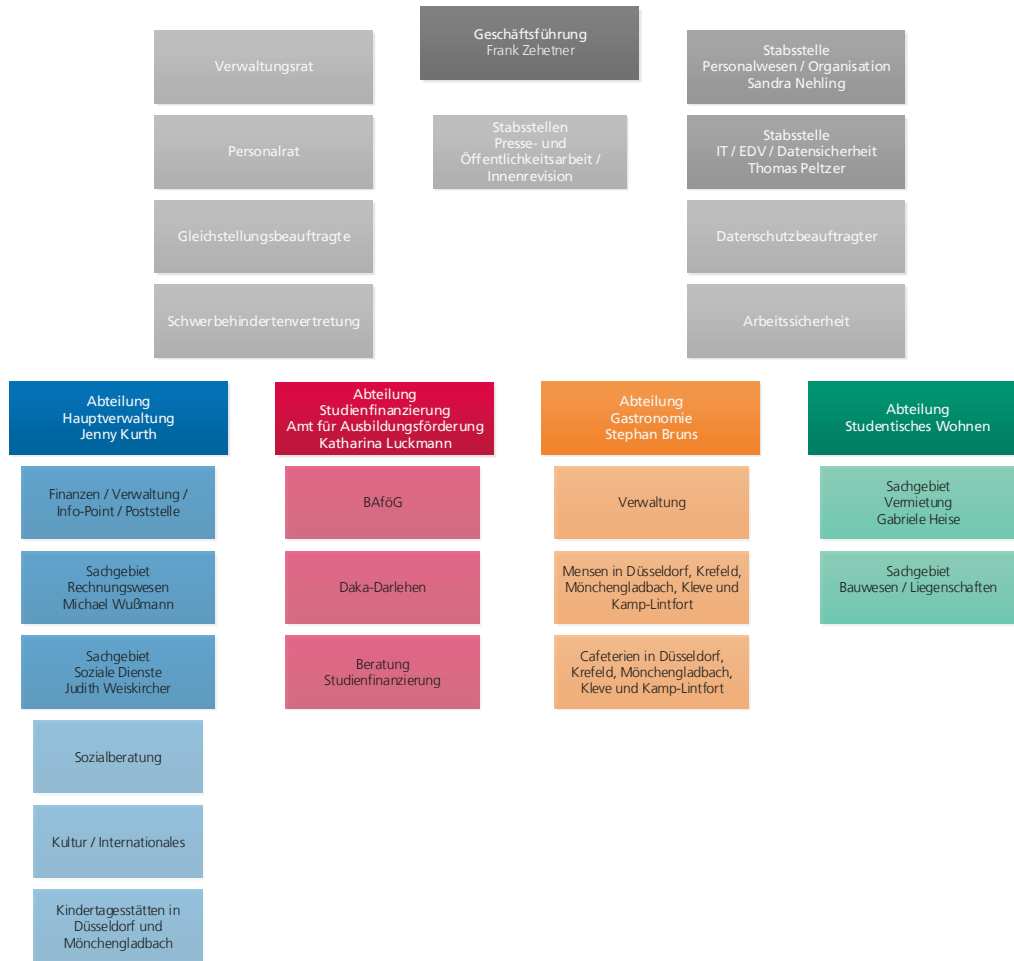 Geschäftsführung
Frank Zehetner
Verwaltungsrat
Stabsstelle
Personalwesen / Organisation
Sandra Nehling
Personalrat
Stabsstellen
Presse- und
Öffentlichkeitsarbeit /
Innenrevision
Stabsstelle
IT / EDV / Datensicherheit
Thomas Peltzer
Gleichstellungsbeauftragte
Datenschutzbeauftragter
Schwerbehindertenvertretung
Arbeitssicherheit
Abteilung
Hauptverwaltung
Jenny Kurth
Abteilung
Studienfinanzierung
Amt für Ausbildungsförderung
Katharina Luckmann
Abteilung
Gastronomie
Stephan Bruns
Abteilung
Studentisches Wohnen
Finanzen / Verwaltung /
Info-Point / Poststelle
BAföG
Verwaltung
Sachgebiet
Vermietung
Gabriele Heise
Sachgebiet
Rechnungswesen
Michael Wußmann
Daka-Darlehen
Mensen in Düsseldorf, Krefeld,
Mönchengladbach, Kleve und
Kamp-Lintfort
Sachgebiet
Bauwesen / Liegenschaften
Sachgebiet
Soziale Dienste
Judith Weiskircher
Beratung
Studienfinanzierung
Cafeterien in Düsseldorf,
Krefeld, Mönchengladbach,
Kleve und Kamp-Lintfort
Sozialberatung
Kultur / Internationales
Kindertagesstätten in
Düsseldorf und
Mönchengladbach